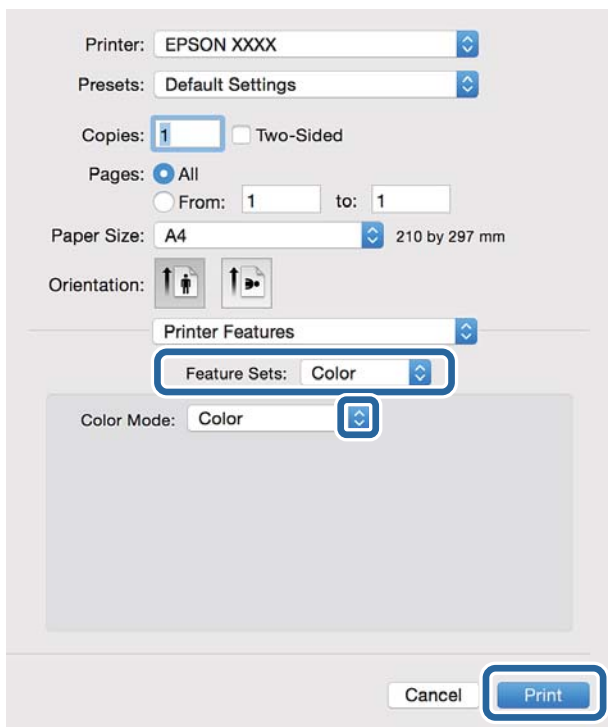 Printer: EPSON XXXX
Presets: Default Settings
Copies: 1 Two-Sided
Pages: All
From: 1 to: 1
Paper Size: A4 210 by 297 mm
Orientation:
Printer Features
Feature Sets: Color
Color Mode: Color
Cancel Print